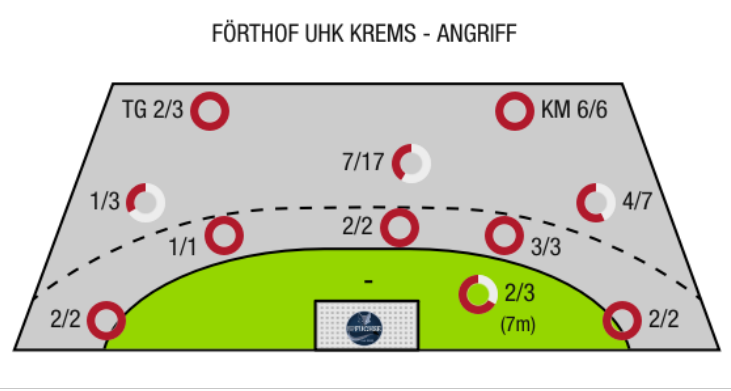 FÖRTHOF UHK KREMS - ANGRIFF
TG 2/3
KM 6/6
7/17
1/3
4/7
2/2
1/1
3/3
-
2/3
(7m)
2/2
2/2